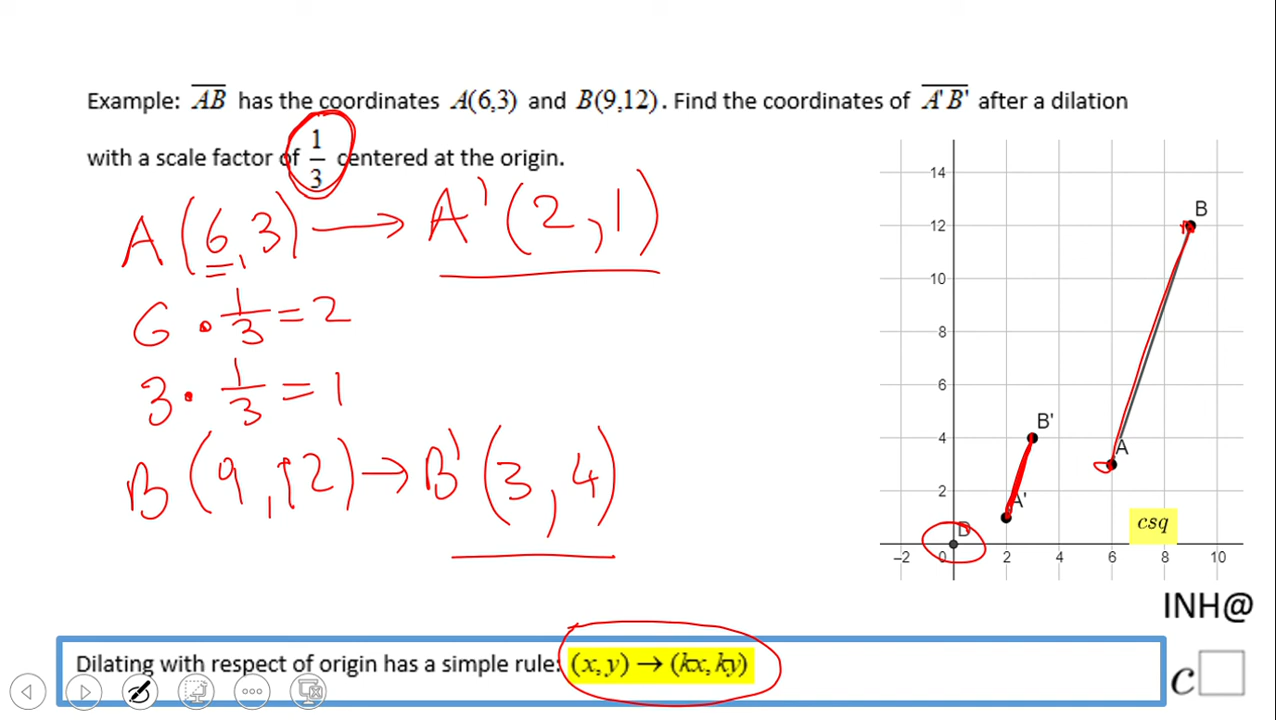 Example: AB has the coordinates A(6,3) and B(9,12). Find the coordinates of A'B' after a dilation
with a scale factor of 1/3 centered at the origin.
A(6,3) → A'(2,1)
6 · 1/3 = 2
3 · 1/3 = 1
B(9,12) → B'(3,4)
14
12
10
8
6
4
2
B
A
B'
A'
D
csq
-2 0 2 4 6 8 10
INH@
Dilating with respect of origin has a simple rule: (x, y) → (kx, ky)
c